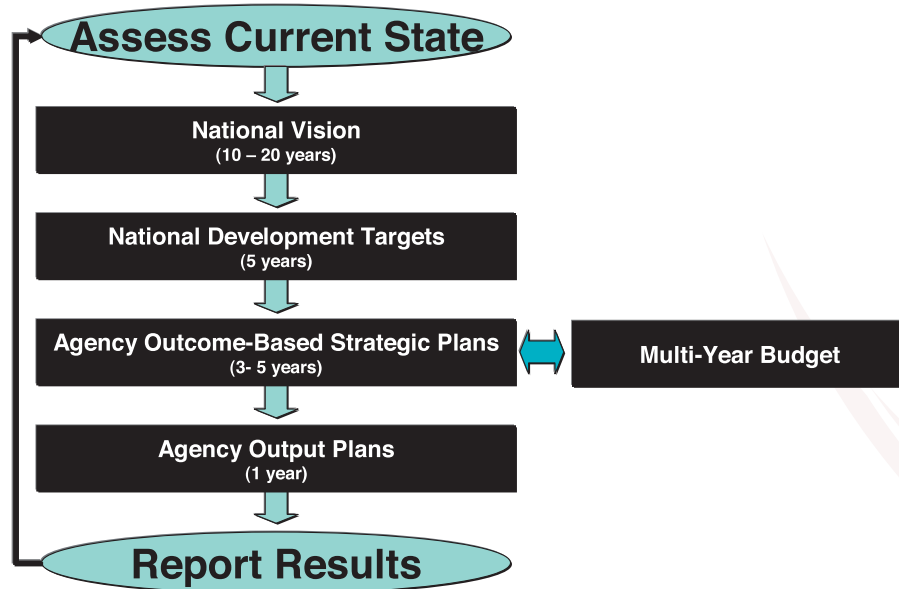 Assess Current State
National Vision
(10 – 20 years)
National Development Targets
(5 years)
Agency Outcome-Based Strategic Plans
(3- 5 years)
Multi-Year Budget
Agency Output Plans
(1 year)
Report Results